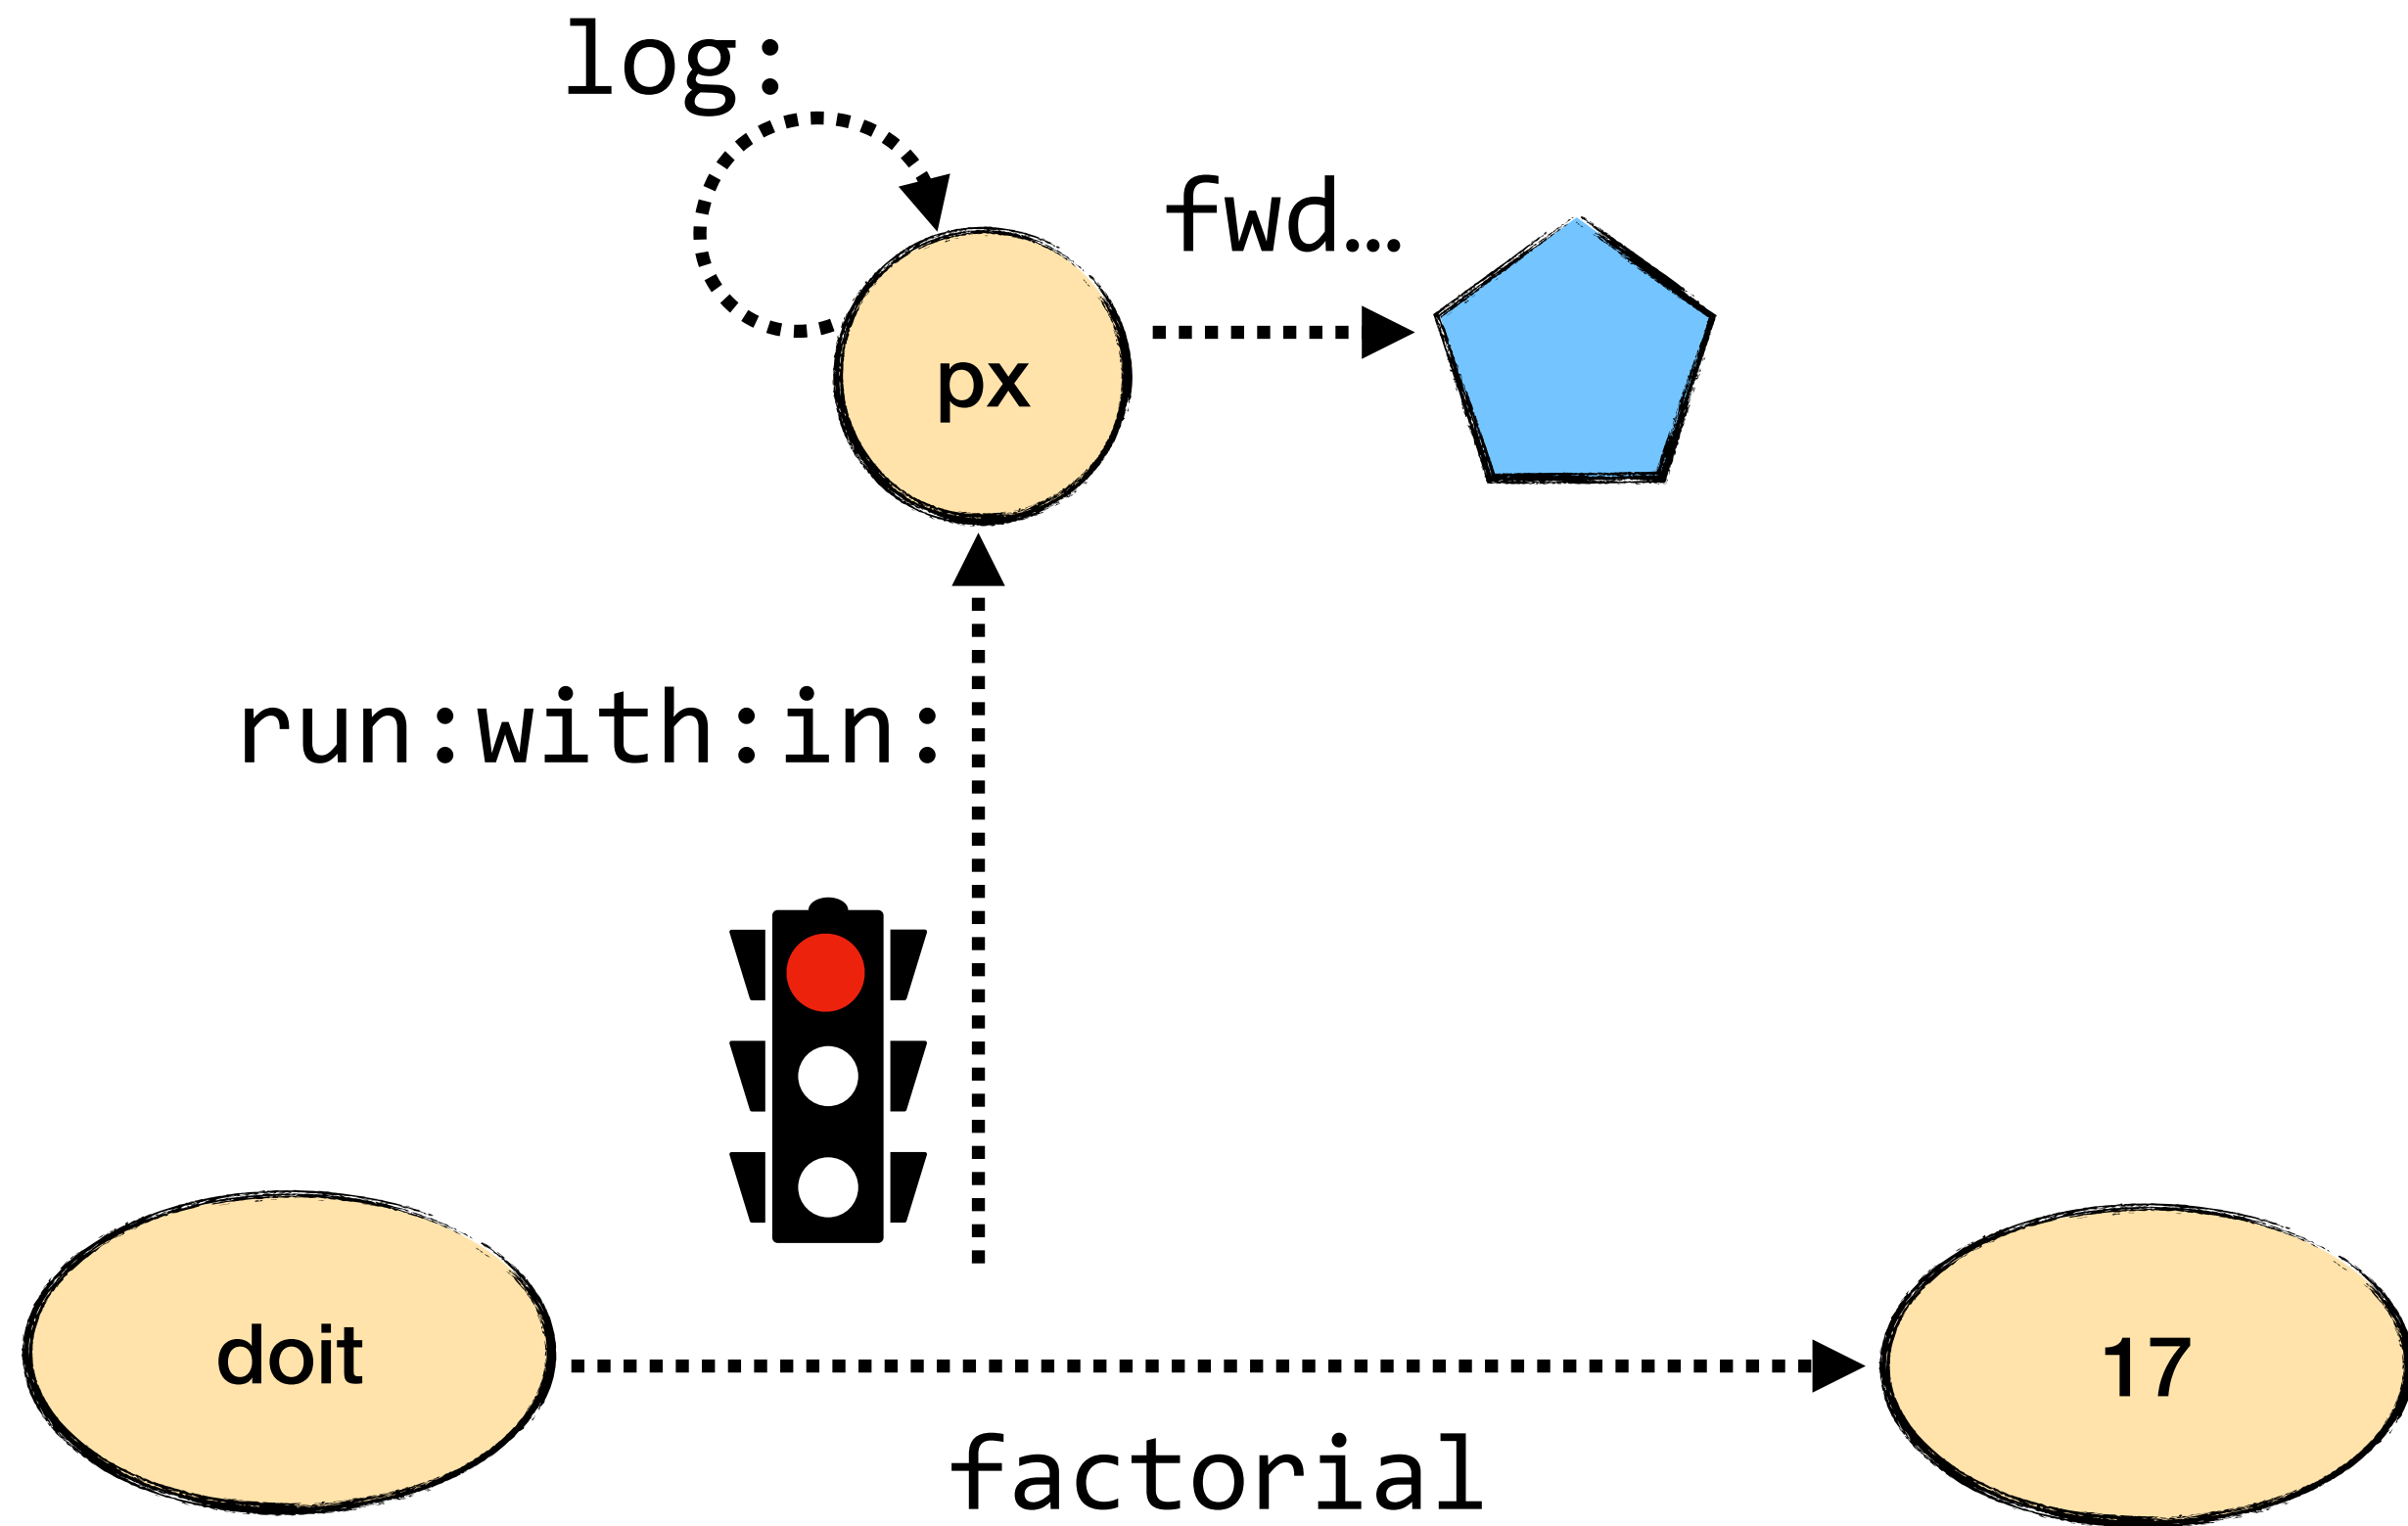 log:
fwd…
px
run:with:in:
doit
17
factorial